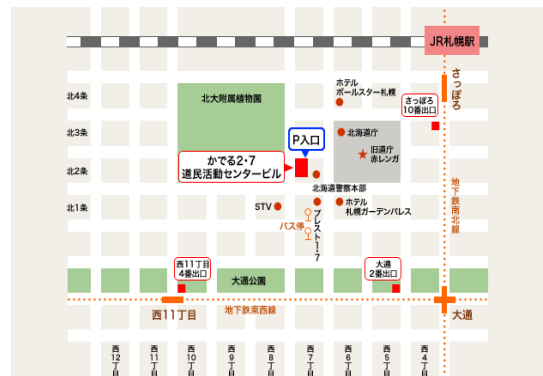 JR札幌駅
さっぽろ
ホテル
ポールスター札幌
北4条
北大附属植物園
さっぽろ
10番出口
北3条
P入口
北海道庁
旧道庁
赤レンガ
かでる2・7
道民活動センタービル
北2条
北海道警察本部
北1条
STV
バス停
プレスト1・7
ホテル
札幌ガーデンパレス
地下鉄南北線
西11丁目
4番出口
大通公園
大通
2番出口
西11丁目
地下鉄東西線
大通
西12丁目
西11丁目
西10丁目
西9丁目
西8丁目
西7丁目
西6丁目
西5丁目
西4丁目